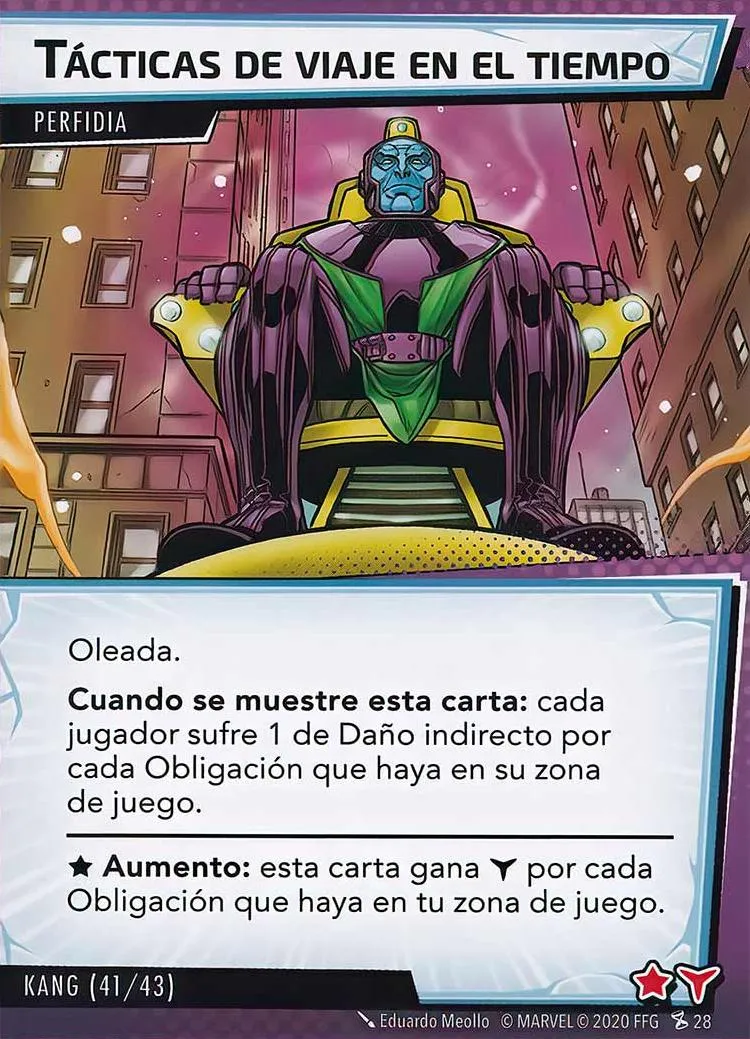 TÁCTICAS DE VIAJE EN EL TIEMPO
PERFIDIA
Oleada.
Cuando se muestre esta carta: cada
jugador sufre 1 de Daño indirecto por
cada Obligación que haya en su zona
de juego.
★ Aumento: esta carta gana por cada
Obligación que haya en tu zona de juego.
KANG (41/43)
Eduardo Meollo © MARVEL © 2020 FFG 28